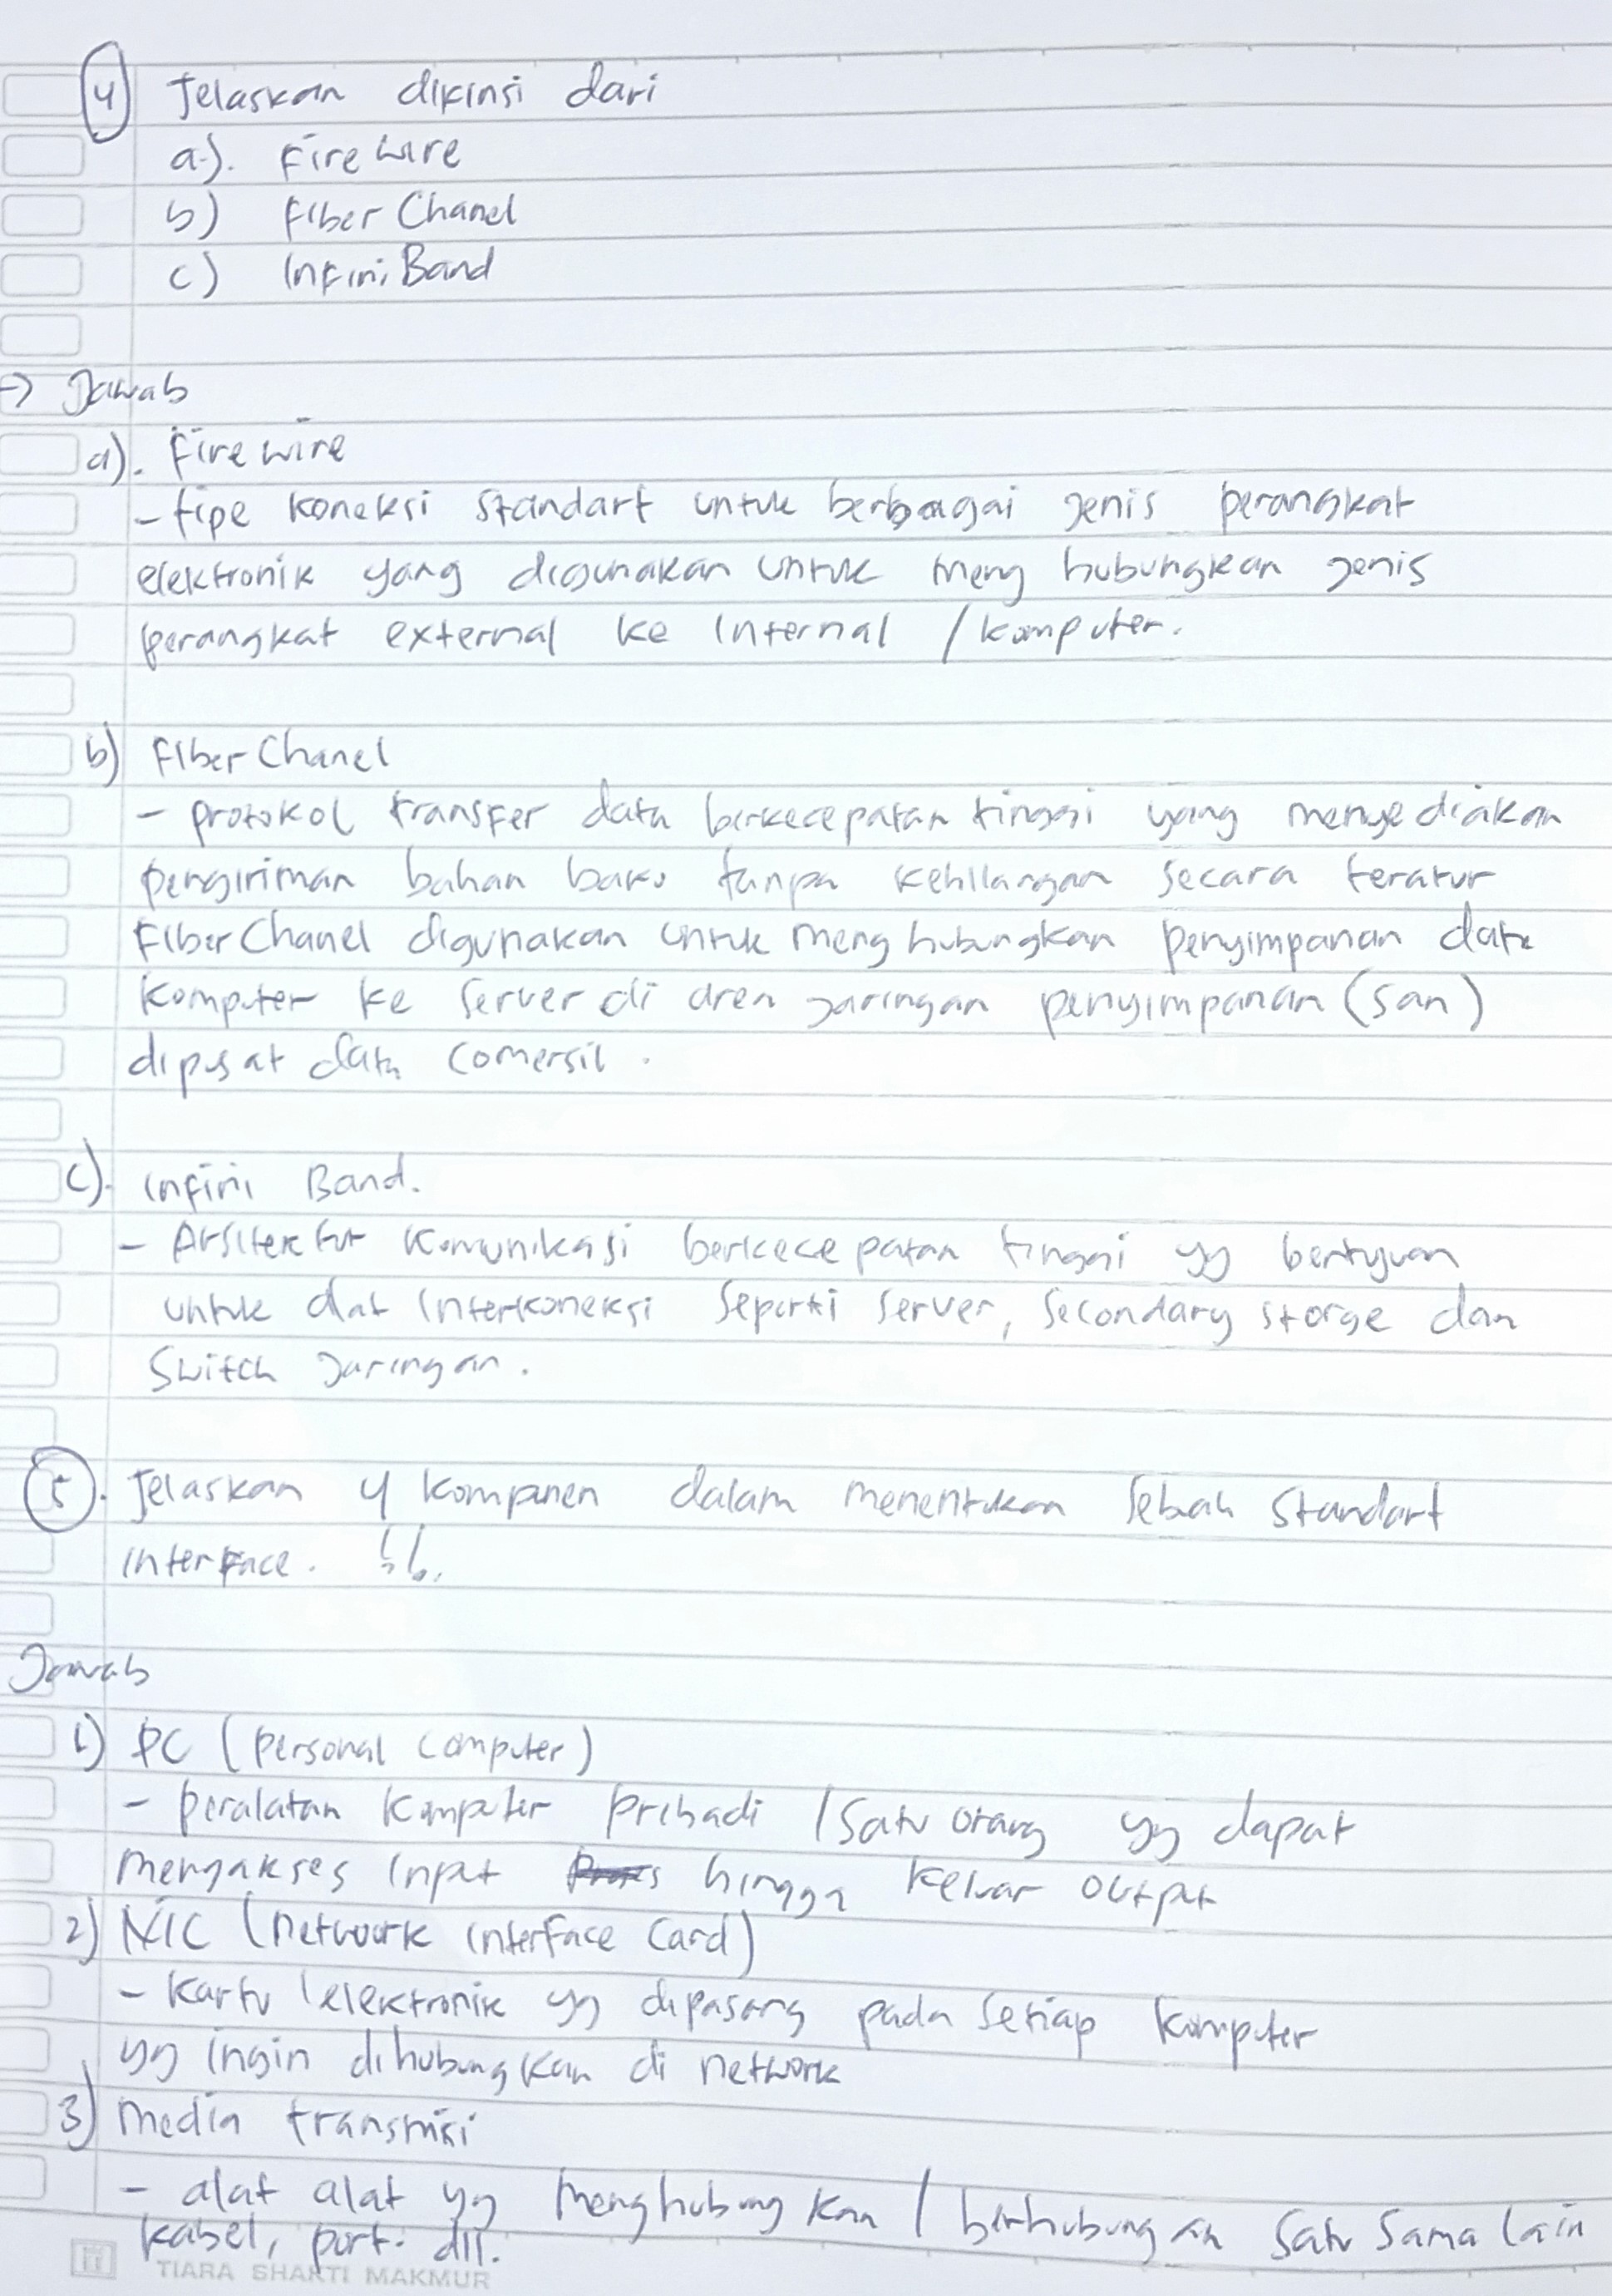 4 Jelaskan difinsi dari
a). Firewire
b) Fiber Chanel
c) Infini Band
→ Jawab
a). Firewire
- tipe koneksi standart untuk berbagai jenis perangkat
elektronik yang digunakan untuk meng hubungkan jenis
perangkat external ke Internal / komputer.
b) Fiber Chanel
- protokol transfer data berkecepatan tinggi yang menyediakan
pengiriman bahan baku tanpa kehilangan secara teratur
Fiber Chanel digunakan untuk meng hubungkan penyimpanan data
komputer ke server di area jaringan penyimpanan (San)
dipusat data comersil.
c). Infini Band.
- Arsitektur komunikasi berkecepatan tinggi yg bertujuan
untuk alat Interkoneksi Seperti Server, Secondary storge dan
Switch jaringan.
5. Jelaskan 4 komponen dalam menentukan Sebuah Standart
interface.
Jawab
1) PC (personal computer)
- peralatan komputer pribadi / Satu orang yg dapat
mengakses Input hingga keluar output
2) NIC (Network interface Card)
- kartu elektronik yg dipasang pada setiap komputer
yg ingin dihubungkan di network
3) Media transmisi
- alat alat yg menghubungkan / berhubungan satu sama lain
kabel, port. dll.
TIARA SHAKTI MAKMUR